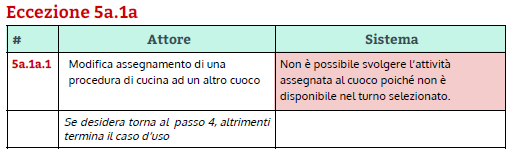 Eccezione 5a.1a
# Attore Sistema
5a.1a.1 Modifica assegnamento di una Non è possibile svolgere l'attività
procedura di cucina ad un altro cuoco assegnata al cuoco poiché non è
disponibile nel turno selezionato.
Se desidera torna al passo 4, altrimenti
termina il caso d'uso